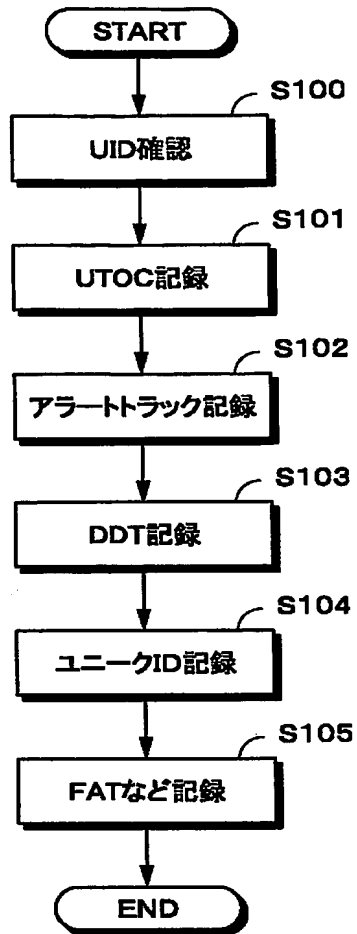 START
S100
UID確認
S101
UTOC記録
S102
アラートトラック記録
S103
DDT記録
S104
ユニークID記録
S105
FATなど記録
END